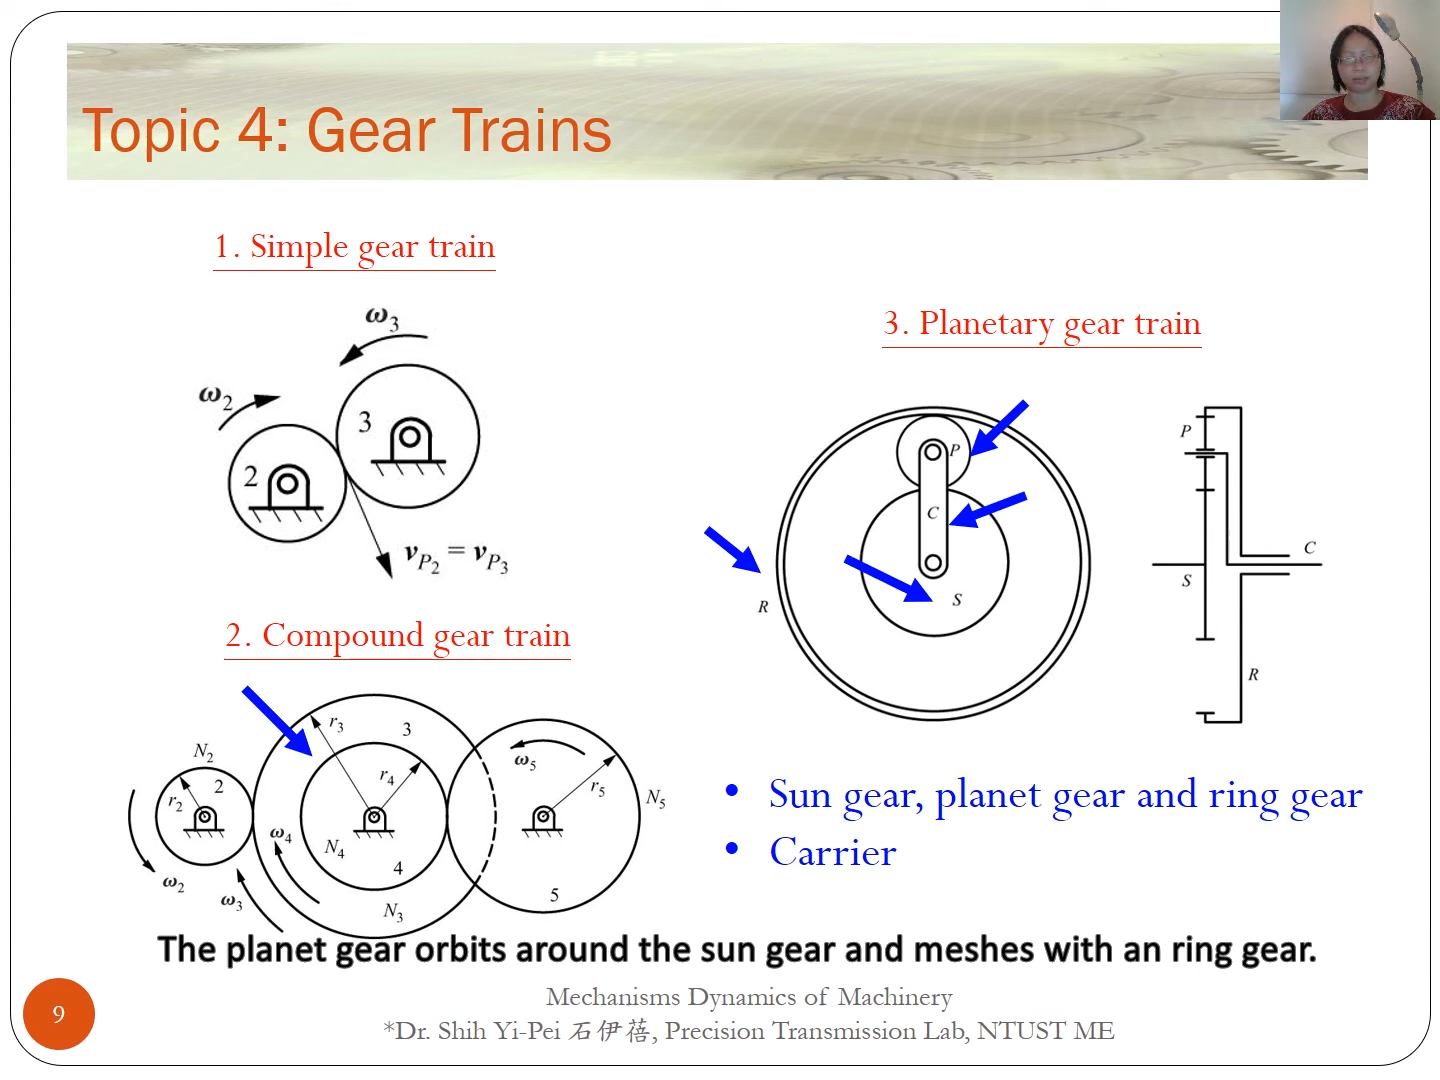 Topic 4: Gear Trains
1. Simple gear train
ω3
ω2
3
2
vP2 = vP3
2. Compound gear train
r3
3
N2
2
r2
r4
ω4
N4
4
ω2
ω3
N3
ω5
r5
N5
5
3. Planetary gear train
P
C
R
S
P
C
S
R
• Sun gear, planet gear and ring gear
• Carrier
The planet gear orbits around the sun gear and meshes with an ring gear.
9
Mechanisms Dynamics of Machinery
*Dr. Shih Yi-Pei 石伊蓓, Precision Transmission Lab, NTUST ME